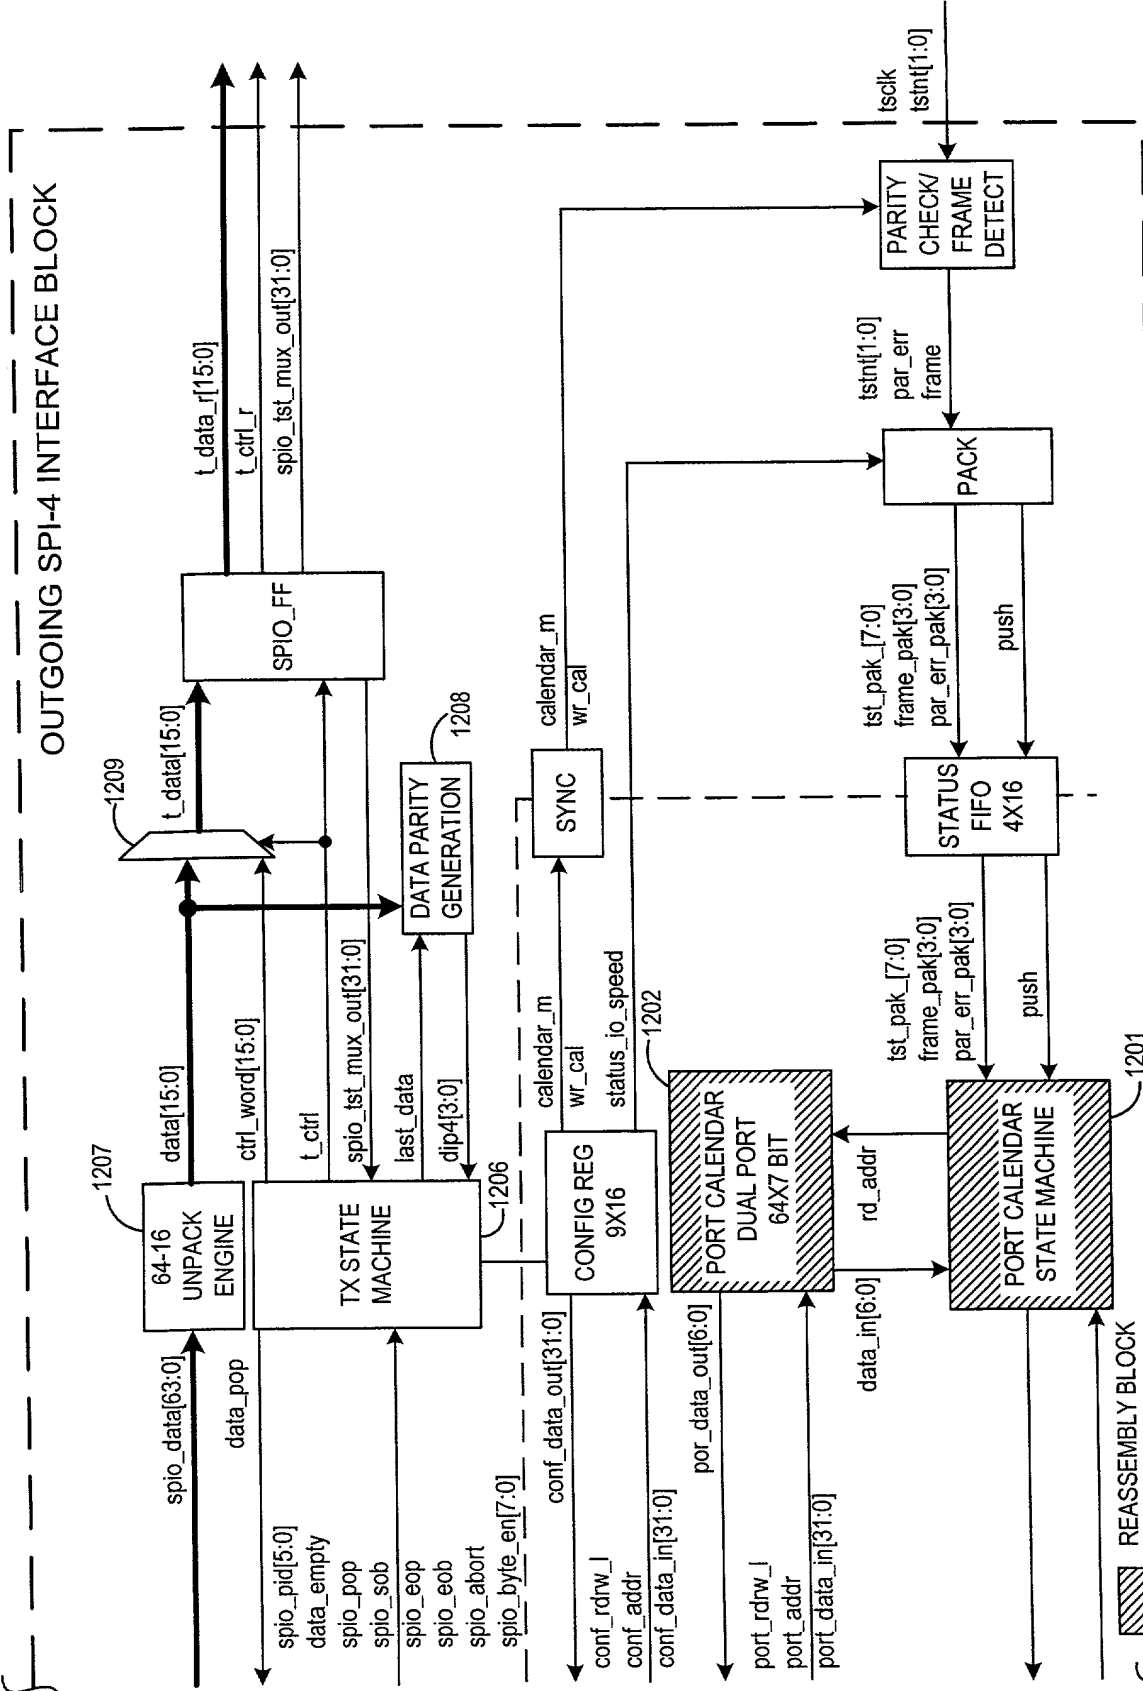 OUTGOING SPI-4 INTERFACE BLOCK
spio_data[63:0]
1207
64-16
UNPACK
ENGINE
data[15:0]
1209
t_data[15:0]
t_data_r[15:0]
t_ctrl_r
spio_tst_mux_out[31:0]
SPIO_FF
data_pop
spio_pid[5:0]
data_empty
spio_pop
spio_sob
spio_eop
spio_eob
spio_abort
spio_byte_en[7:0]
TX STATE
MACHINE
1206
ctrl_word[15:0]
t_ctrl
spio_tst_mux_out[31:0]
last_data
dip4[3:0]
DATA PARITY
GENERATION
1208
conf_data_out[31:0]
conf_rdrw_l
conf_addr
conf_data_in[31:0]
CONFIG REG
9X16
calendar_m
wr_cal
status_io_speed
SYNC
calendar_m
wr_cal
por_data_out[6:0]
port_rdrw_l
port_addr
port_data_in[31:0]
PORT CALENDAR
DUAL PORT
64X7 BIT
1202
data_in[6:0]
rd_addr
PORT CALENDAR
STATE MACHINE
1201
tst_pak_[7:0]
frame_pak[3:0]
par_err_pak[3:0]
push
STATUS
FIFO
4X16
tst_pak_[7:0]
frame_pak[3:0]
par_err_pak[3:0]
push
PACK
tstnt[1:0]
par_err
frame
PARITY
CHECK/
FRAME
DETECT
tsclk
tstnt[1:0]
REASSEMBLY BLOCK